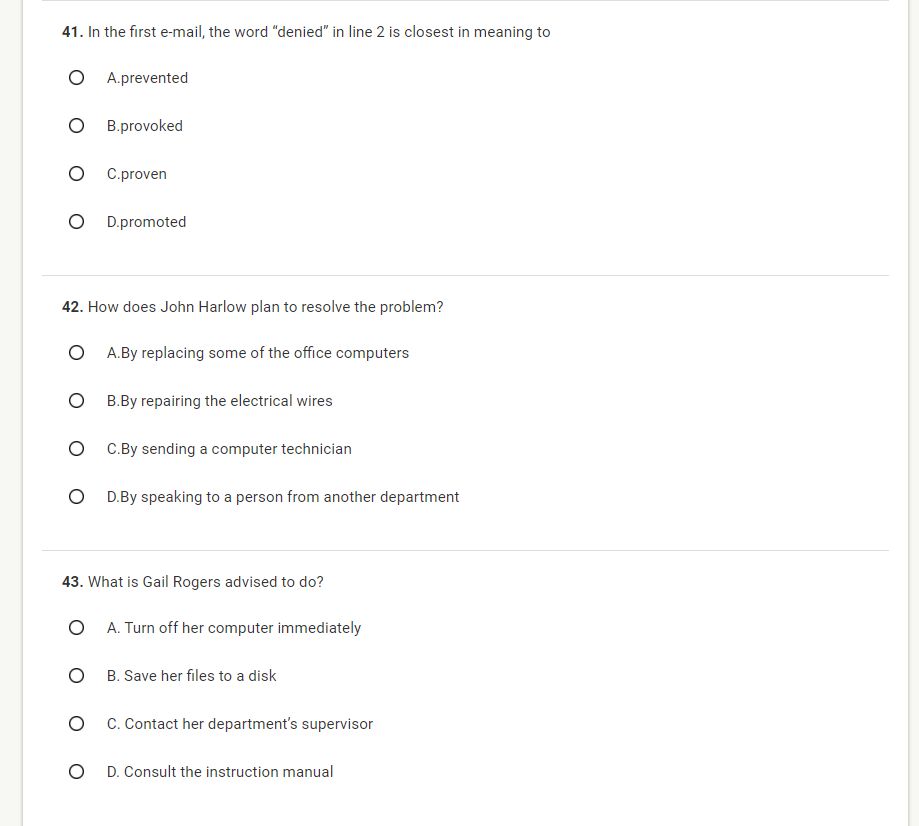 41. In the first e-mail, the word “denied” in line 2 is closest in meaning to
A.prevented
B.provoked
C.proven
D.promoted
42. How does John Harlow plan to resolve the problem?
A.By replacing some of the office computers
B.By repairing the electrical wires
C.By sending a computer technician
D.By speaking to a person from another department
43. What is Gail Rogers advised to do?
A. Turn off her computer immediately
B. Save her files to a disk
C. Contact her department’s supervisor
D. Consult the instruction manual